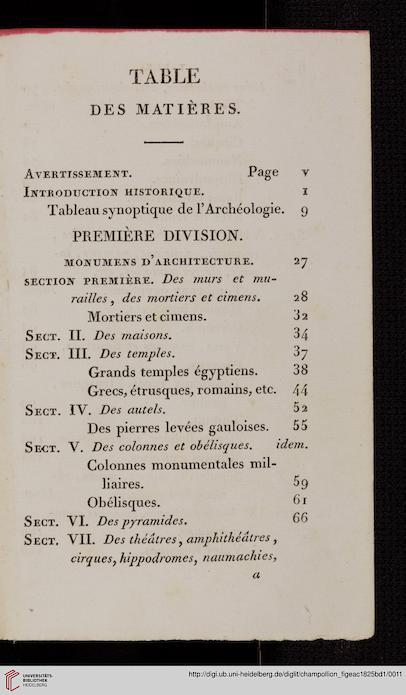 TABLE
DES MATIÈRES.
AVERTISSEMENT. Page v
INTRODUCTION HISTORIQUE. 1
Tableau synoptique de l'Archéologie. 9
PREMIÈRE DIVISION.
MONUMENS D'ARCHITECTURE. 27
SECTION PREMIÈRE. Des murs et mu-
railles, des mortiers et cimens. 28
Mortiers et cimens. 32
SECT. II. Des maisons. 34
SECT. III. Des temples. 37
Grands temples égyptiens. 38
Grecs, étrusques, romains, etc. 44
SECT. IV. Des autels. 52
Des pierres levées gauloises. 55
SECT. V. Des colonnes et obélisques. idem.
Colonnes monumentales mil-
liaires. 59
Obélisques. 61
SECT. VI. Des pyramides. 66
SECT. VII. Des théâtres, amphithéâtres,
cirques, hippodromes, naumachies,
a
UNIVERSITÄTS-
BIBLIOTHEK
HEIDELBERG
http://digi.ub.uni-heidelberg.de/diglit/champollion_figeac1825bd1/0011